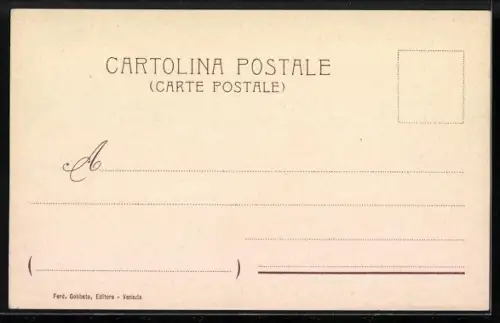 CARTOLINA POSTALE
(CARTE POSTALE)
A
( )
Ferd. Gobbato, Editore - Venezia